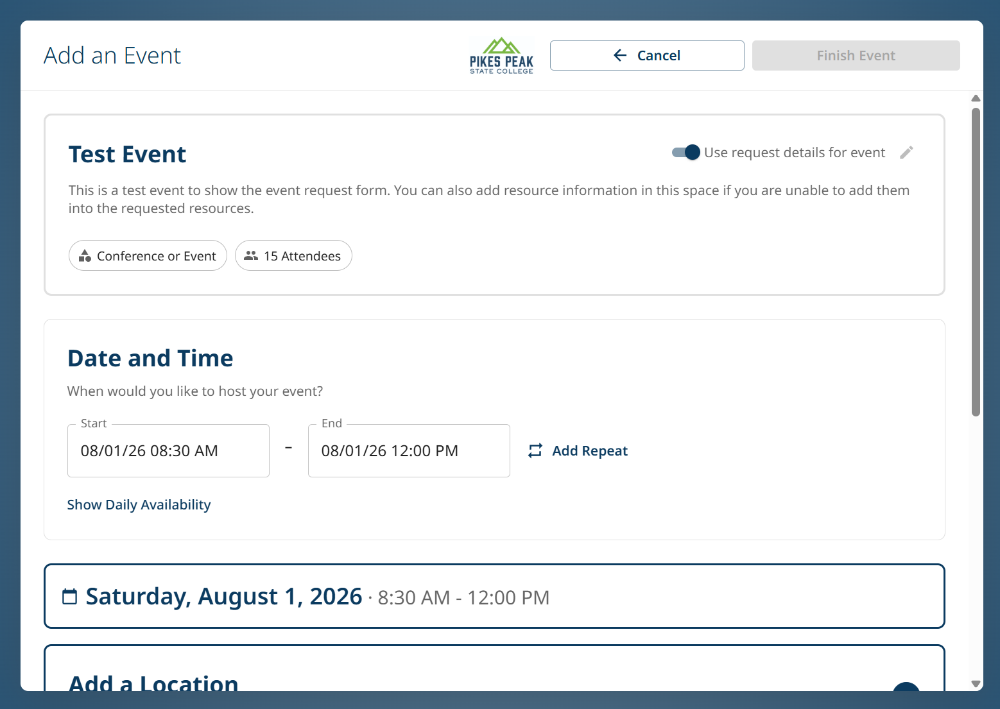 Add an Event
PIKES PEAK
STATE COLLEGE
Cancel
Finish Event
Test Event
Use request details for event
This is a test event to show the event request form. You can also add resource information in this space if you are unable to add them
into the requested resources.
Conference or Event
15 Attendees
Date and Time
When would you like to host your event?
Start
08/01/26 08:30 AM
–
End
08/01/26 12:00 PM
Add Repeat
Show Daily Availability
Saturday, August 1, 2026 · 8:30 AM - 12:00 PM
Add a Location